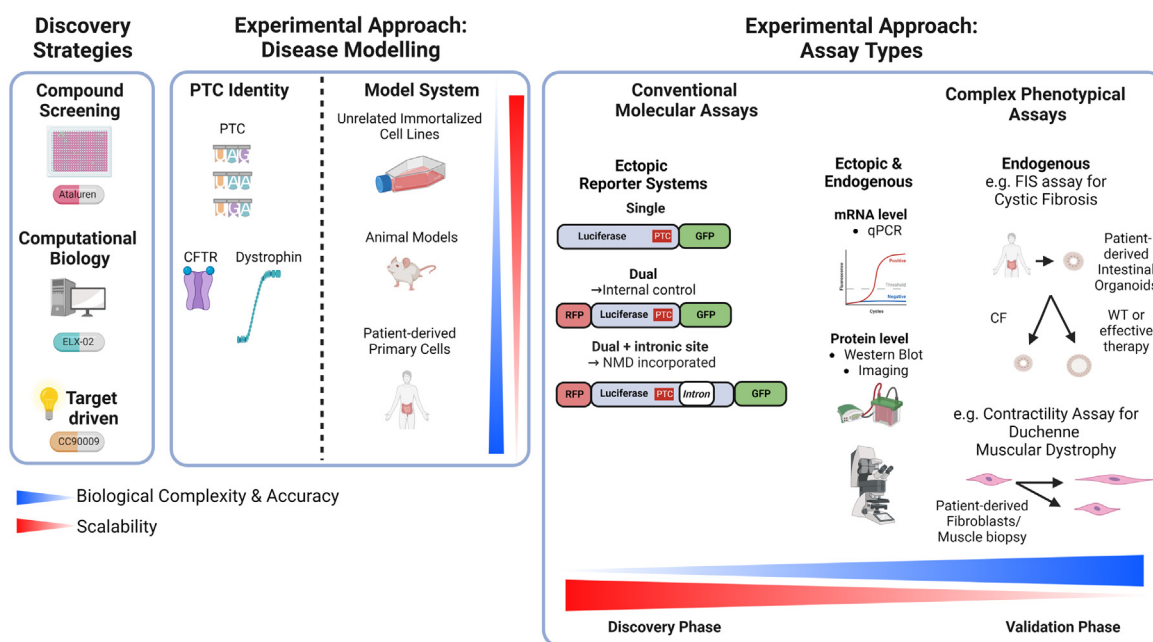 Discovery
Strategies
Compound
Screening
Ataluren
Computational
Biology
ELX-02
Target
driven
CC90009
Experimental Approach:
Disease Modelling
PTC Identity
PTC
UAG
UAA
UGA
CFTR
Dystrophin
Model System
Unrelated Immortalized
Cell Lines
Animal Models
Patient-derived
Primary Cells
Biological Complexity & Accuracy
Scalability
Experimental Approach:
Assay Types
Conventional
Molecular Assays
Ectopic
Reporter Systems
Single
Luciferase PTC GFP
Dual
→Internal control
RFP Luciferase PTC GFP
Dual + intronic site
→ NMD incorporated
RFP Luciferase PTC Intron GFP
Ectopic &
Endogenous
mRNA level
• qPCR
Fluorescence
Positive
Threshold
Negative
Cycles
Protein level
• Western Blot
• Imaging
Complex Phenotypical
Assays
Endogenous
e.g. FIS assay for
Cystic Fibrosis
Patient-
derived
Intestinal
Organoids
CF
WT or
effective
therapy
e.g. Contractility Assay for
Duchenne
Muscular Dystrophy
Patient-derived
Fibroblasts/
Muscle biopsy
Discovery Phase
Validation Phase